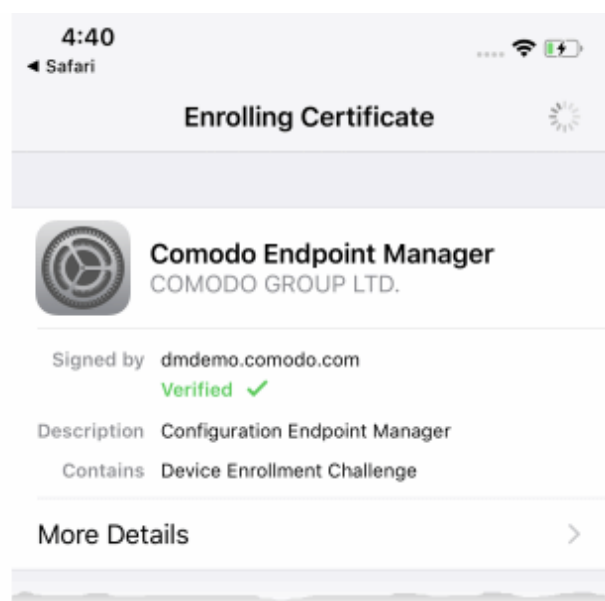 4:40
◀ Safari
Enrolling Certificate
Comodo Endpoint Manager
COMODO GROUP LTD.
Signed by dmdemo.comodo.com
Verified ✓
Description Configuration Endpoint Manager
Contains Device Enrollment Challenge
More Details